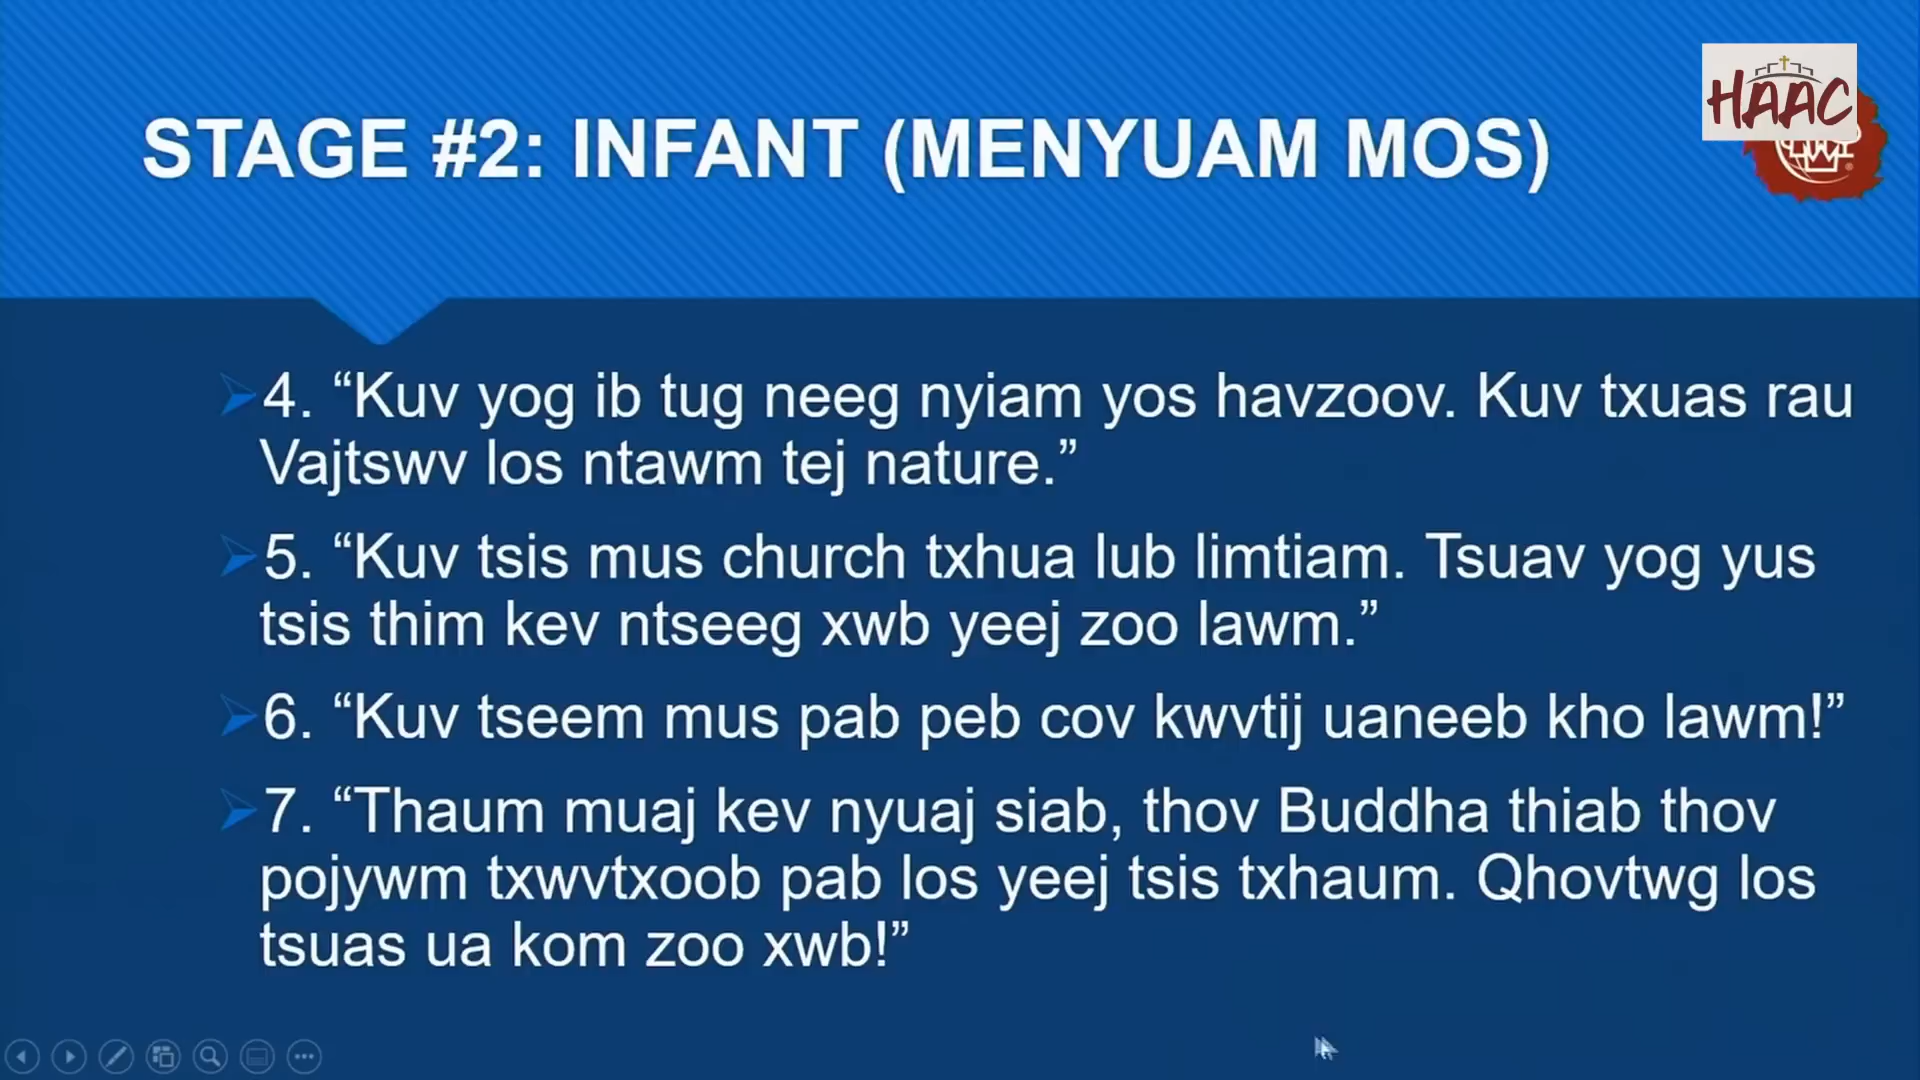 HAAC
STAGE #2: INFANT (MENYUAM MOS)
4. “Kuv yog ib tug neeg nyiam yos havzoov. Kuv txuas rau
Vajtswv los ntawm tej nature.”
5. “Kuv tsis mus church txhua lub limtiam. Tsuav yog yus
tsis thim kev ntseeg xwb yeej zoo lawm.”
6. “Kuv tseem mus pab peb cov kwvtij uaneeb kho lawm!”
7. “Thaum muaj kev nyuaj siab, thov Buddha thiab thov
pojywm txwvtxoob pab los yeej tsis txhaum. Qhovtwg los
tsuas ua kom zoo xwb!”